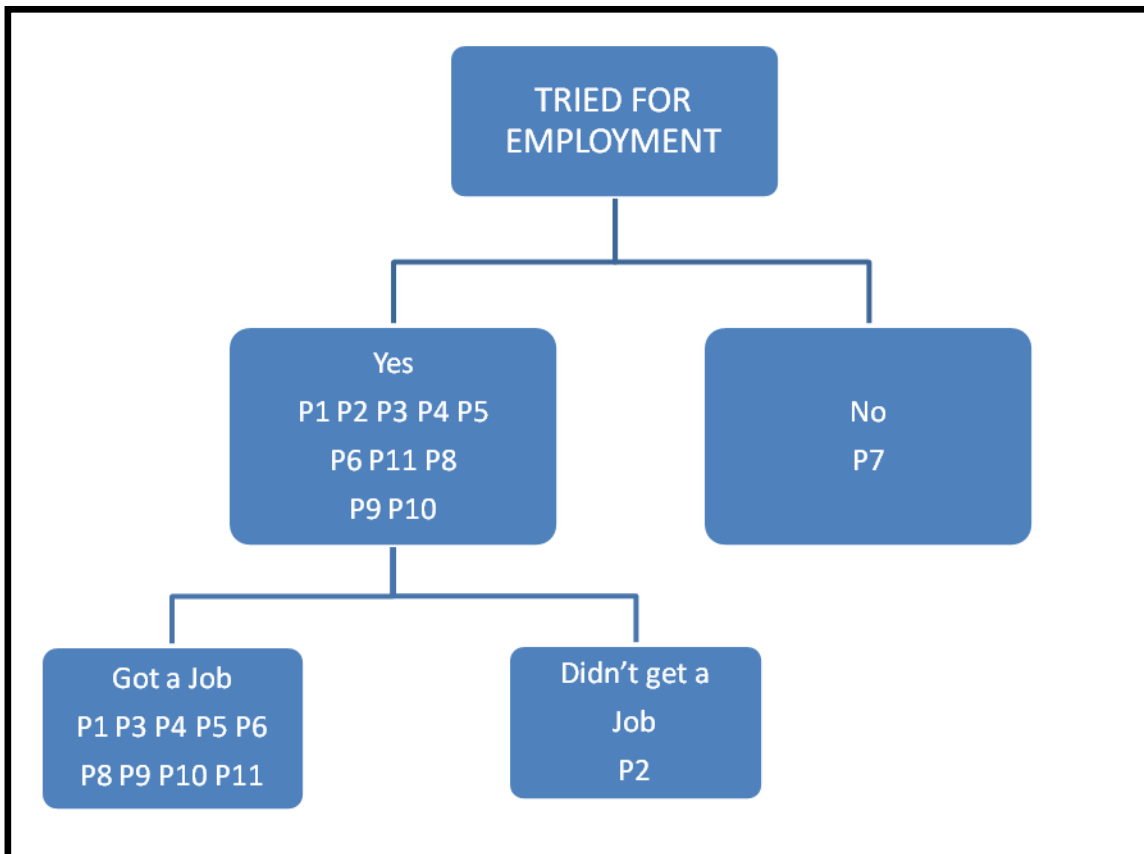 TRIED FOR
EMPLOYMENT
Yes
P1 P2 P3 P4 P5
P6 P11 P8
P9 P10
No
P7
Got a Job
P1 P3 P4 P5 P6
P8 P9 P10 P11
Didn’t get a
Job
P2